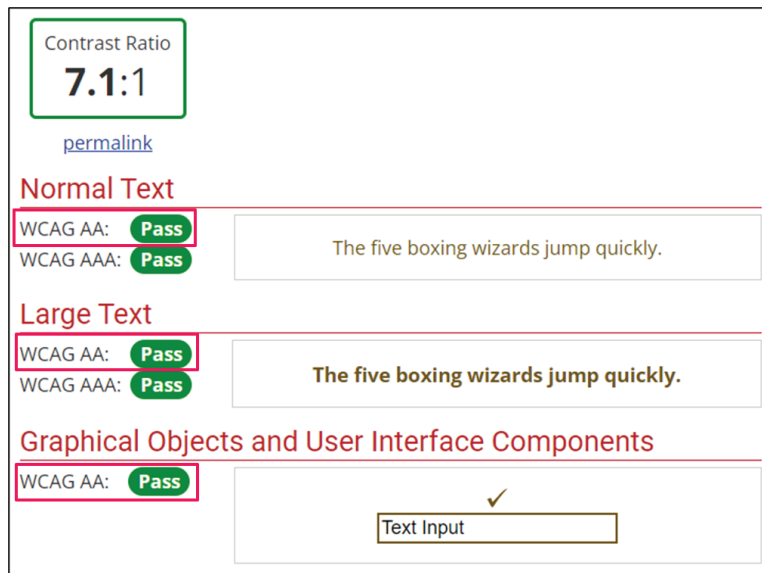 Contrast Ratio
7.1:1
permalink
Normal Text
WCAG AA: Pass
WCAG AAA: Pass
The five boxing wizards jump quickly.
Large Text
WCAG AA: Pass
WCAG AAA: Pass
The five boxing wizards jump quickly.
Graphical Objects and User Interface Components
WCAG AA: Pass
Text Input